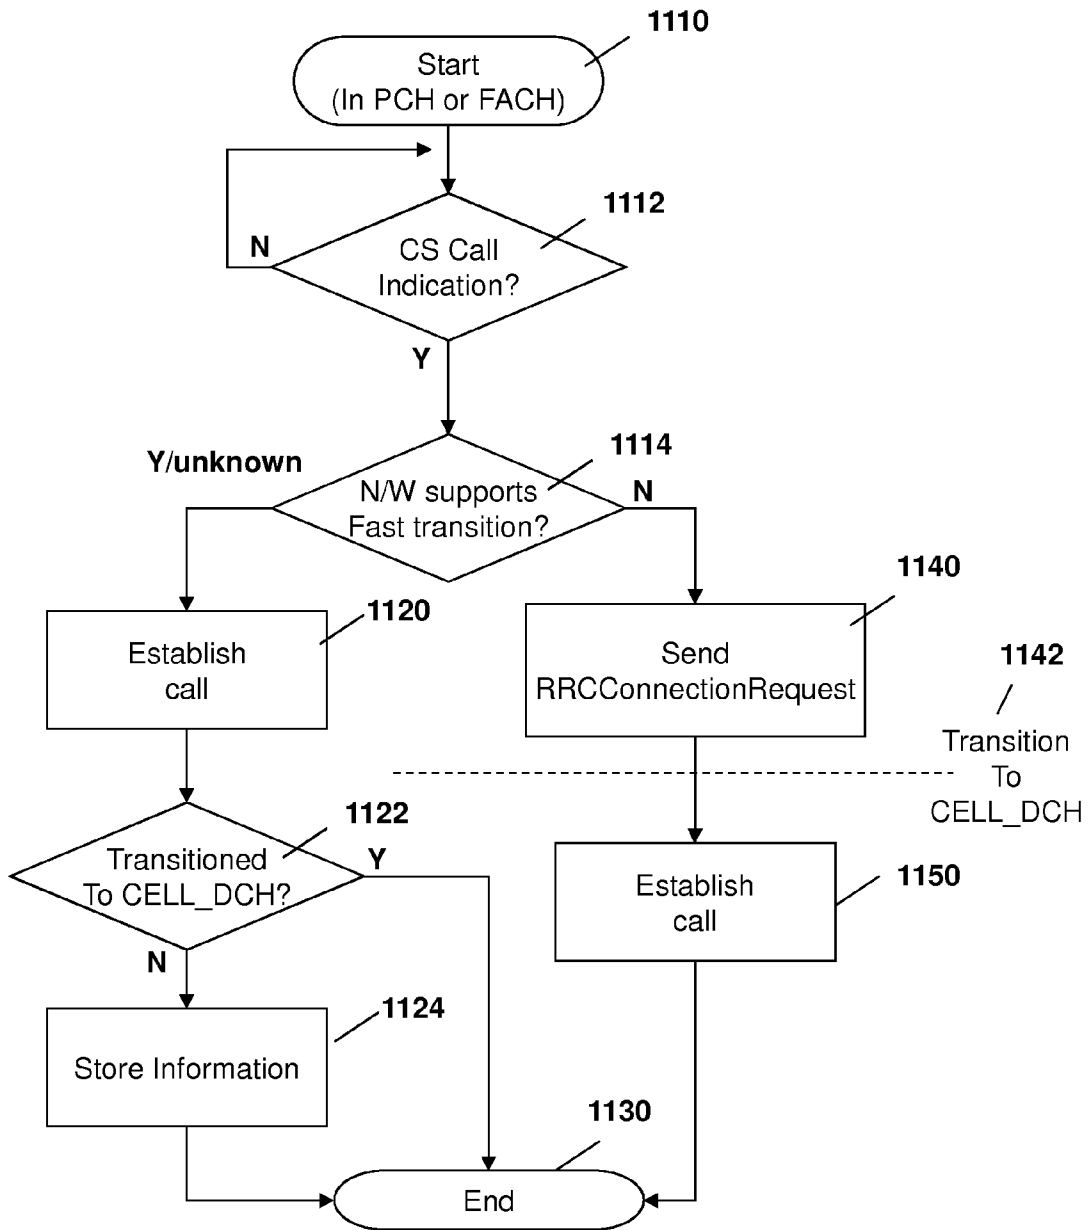 1110
Start
(In PCH or FACH)
1112
N
CS Call
Indication?
Y
1114
Y/unknown
N/W supports
Fast transition?
N
1140
1120
Establish
call
Send
RRCConnectionRequest
1142
Transition
To
CELL_DCH
1122
Transitioned
To CELL_DCH?
Y
N
Establish
call
1150
1124
Store Information
1130
End